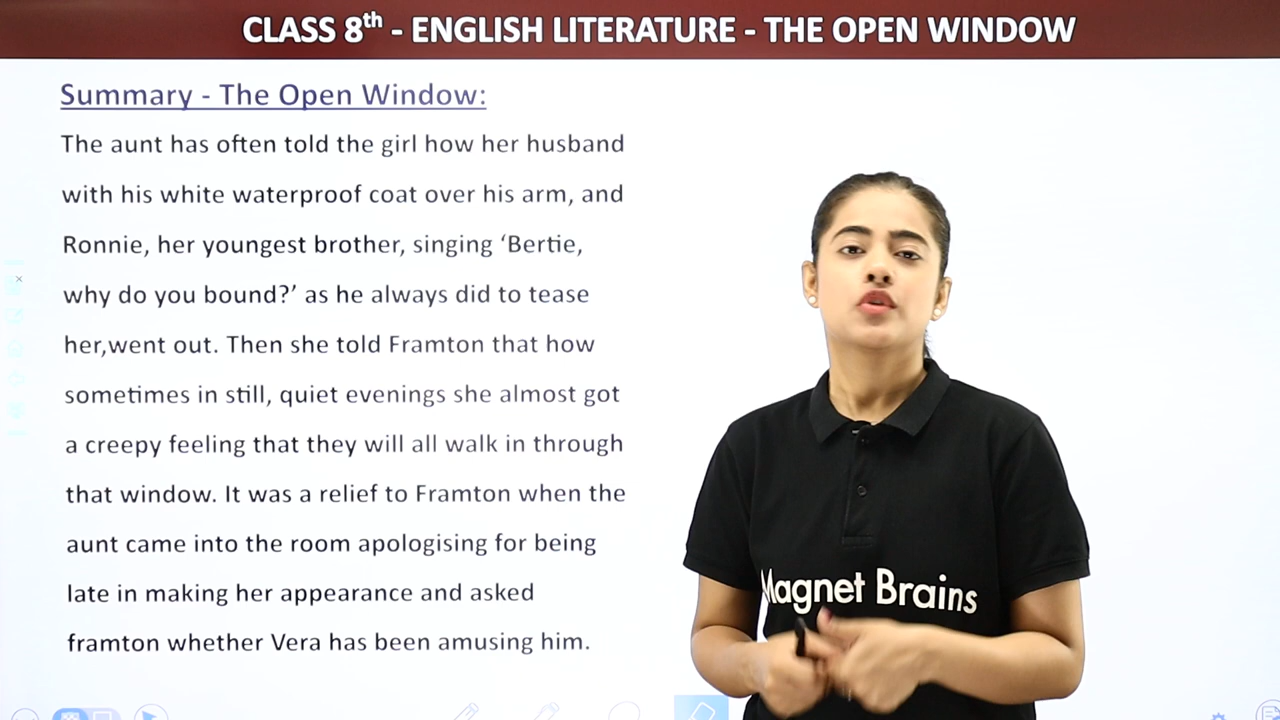 CLASS 8th - ENGLISH LITERATURE - THE OPEN WINDOW
Summary - The Open Window:
The aunt has often told the girl how her husband
with his white waterproof coat over his arm, and
Ronnie, her youngest brother, singing ‘Bertie,
why do you bound?’ as he always did to tease
her,went out. Then she told Framton that how
sometimes in still, quiet evenings she almost got
a creepy feeling that they will all walk in through
that window. It was a relief to Framton when the
aunt came into the room apologising for being
late in making her appearance and asked
framton whether Vera has been amusing him.
Magnet Brains